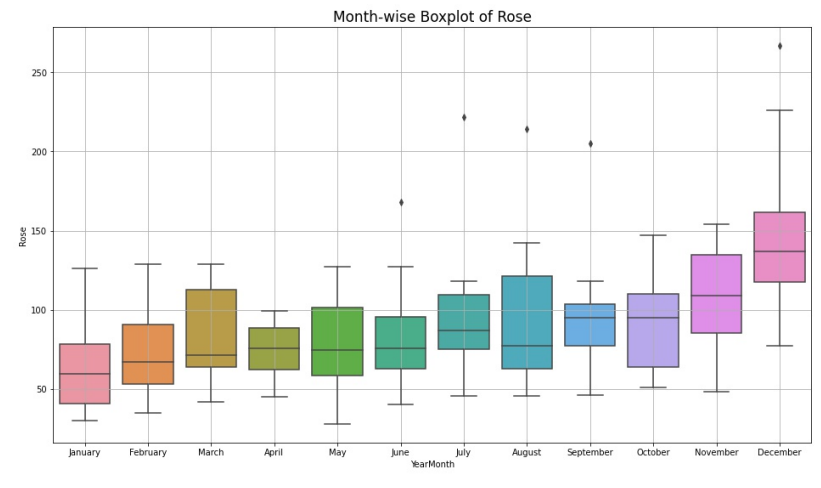 Month-wise Boxplot of Rose
250
200
150
100
50
Rose
January February March April May June July August September October November December
YearMonth